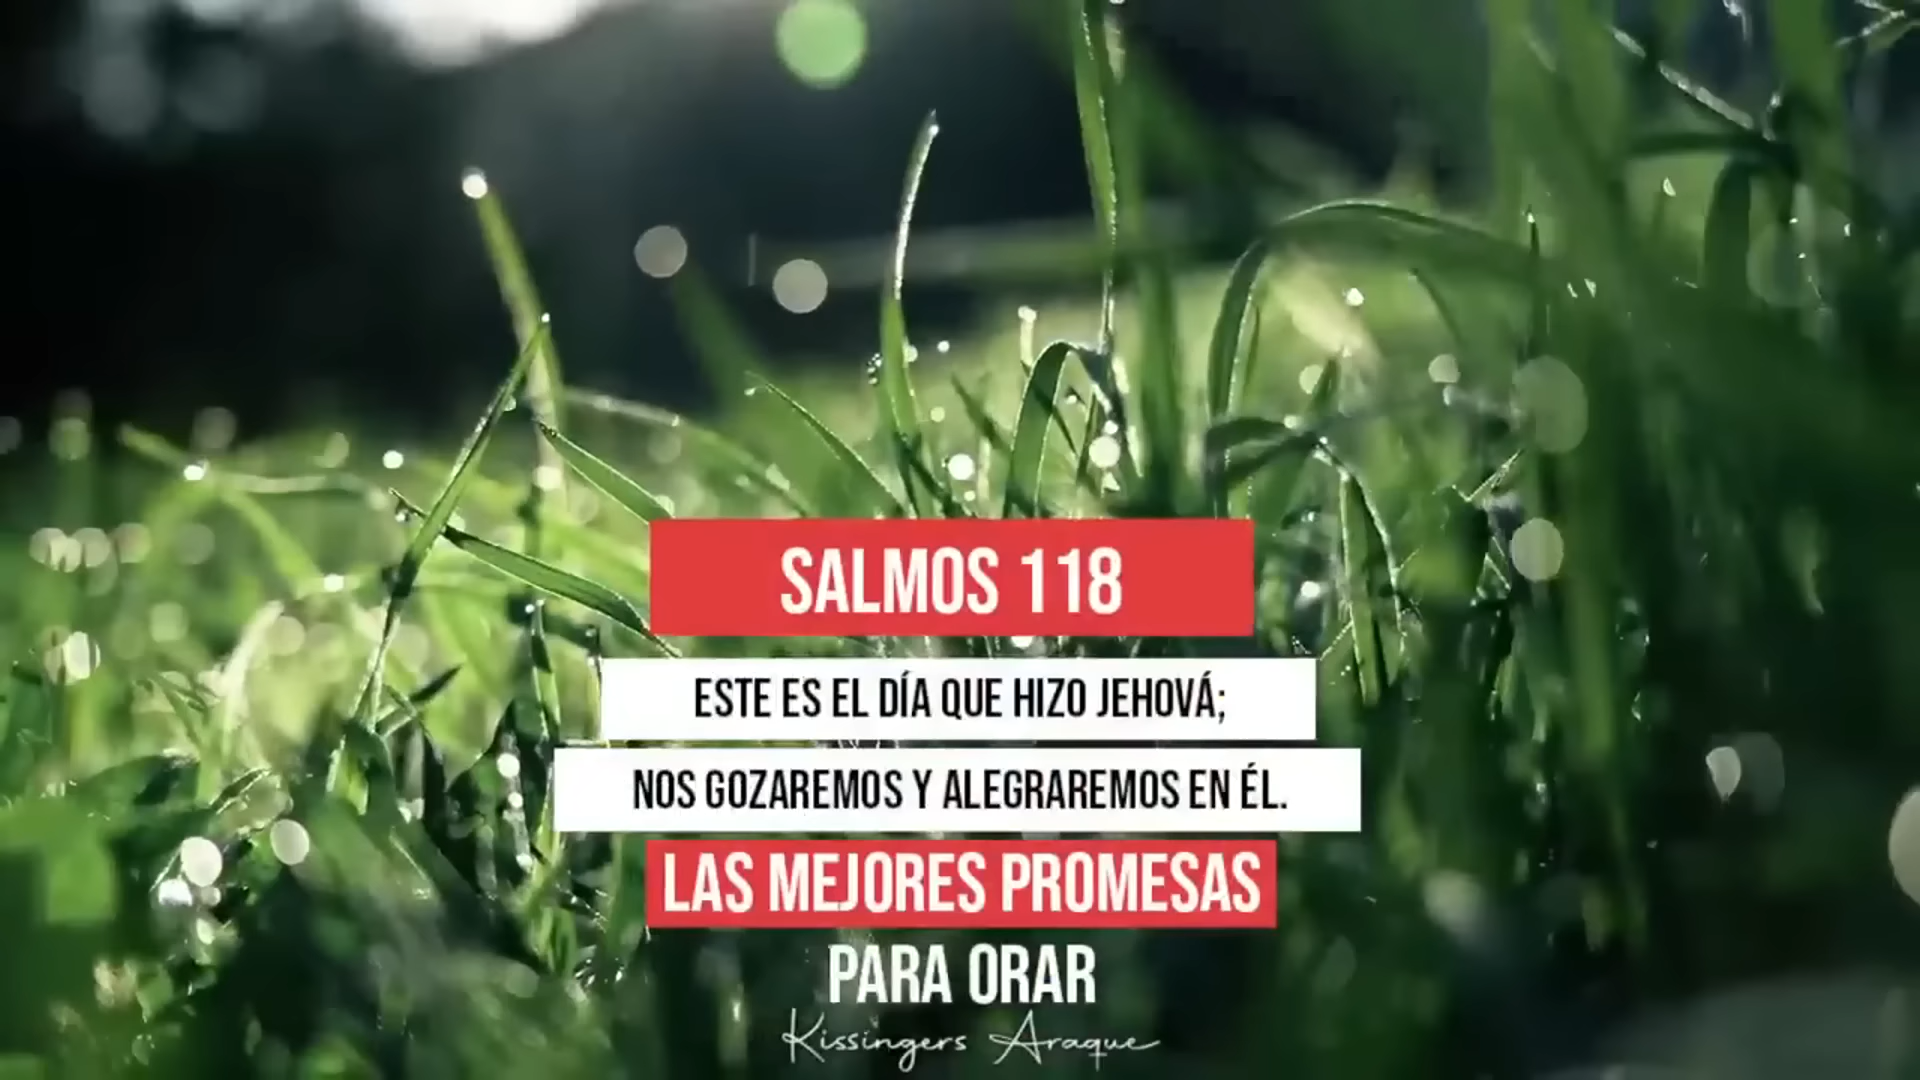 SALMOS 118
ESTE ES EL DÍA QUE HIZO JEHOVÁ;
NOS GOZAREMOS Y ALEGRAREMOS EN ÉL.
LAS MEJORES PROMESAS
PARA ORAR
Kissingers Araque